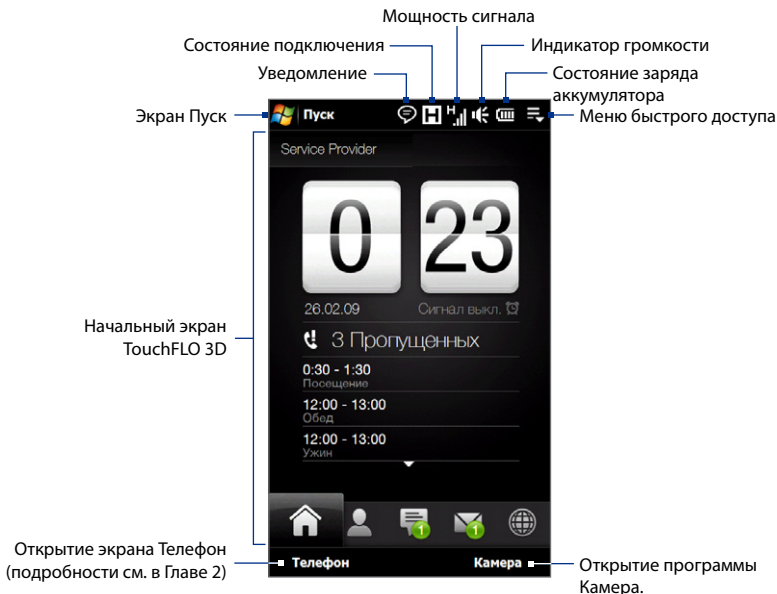 Мощность сигнала
Состояние подключения
Индикатор громкости
Уведомление
Состояние заряда
аккумулятора
Экран Пуск
Меню быстрого доступа
Пуск
H
H
Service Provider
0
23
26.02.09
Сигнал выкл.
Начальный экран
TouchFLO 3D
3 Пропущенных
0:30 - 1:30
Посещение
12:00 - 13:00
Обед
12:00 - 13:00
Ужин
1
1
Открытие экрана Телефон
(подробности см. в Главе 2)
Телефон
Камера
Открытие программы
Камера.